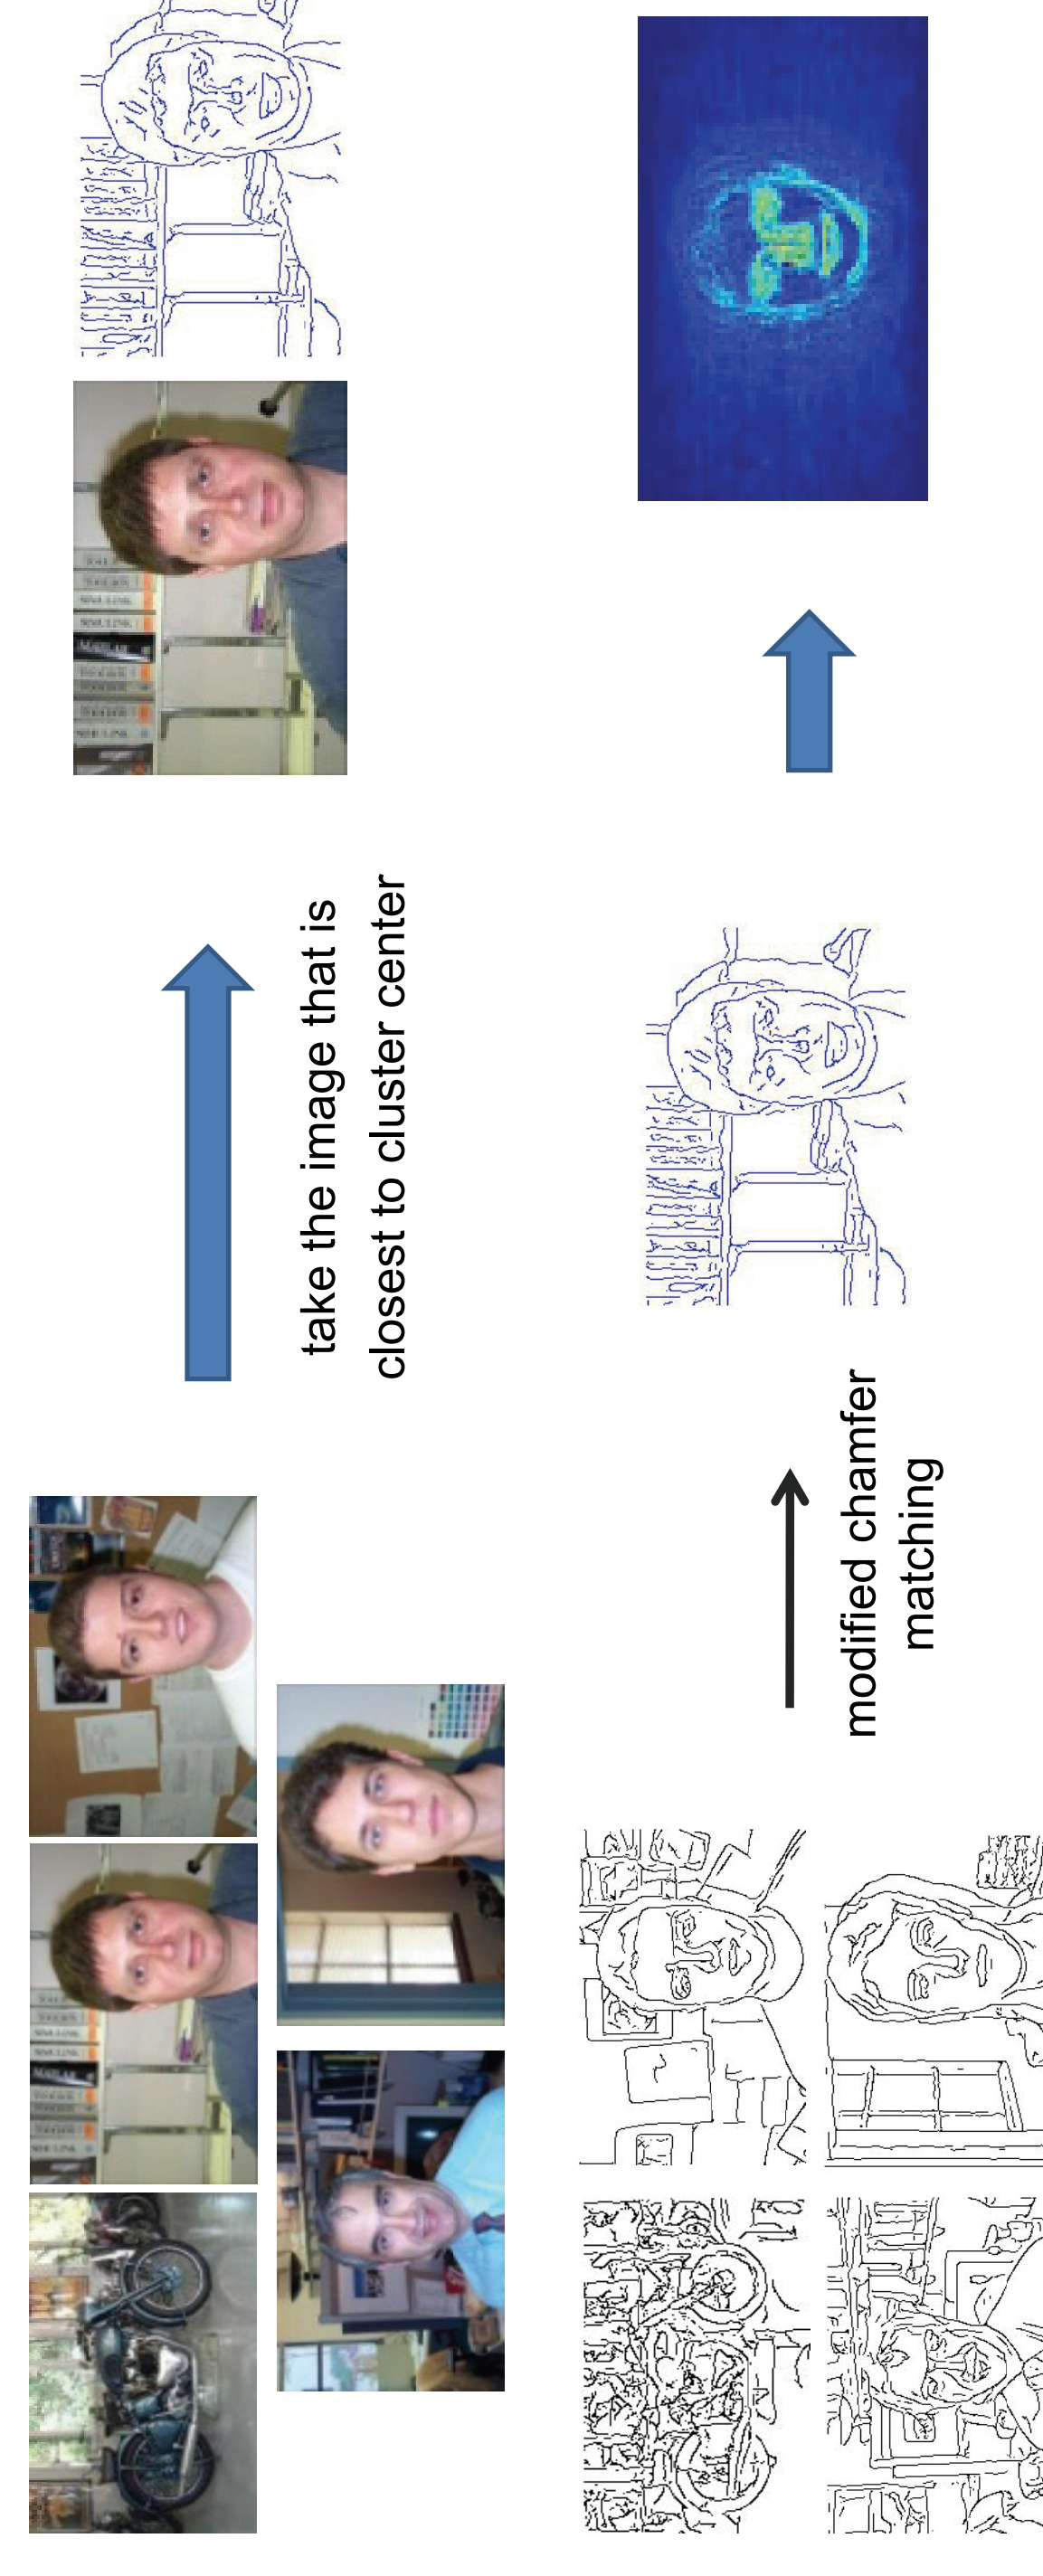 take the image that is
closest to cluster center
modified chamfer
matching